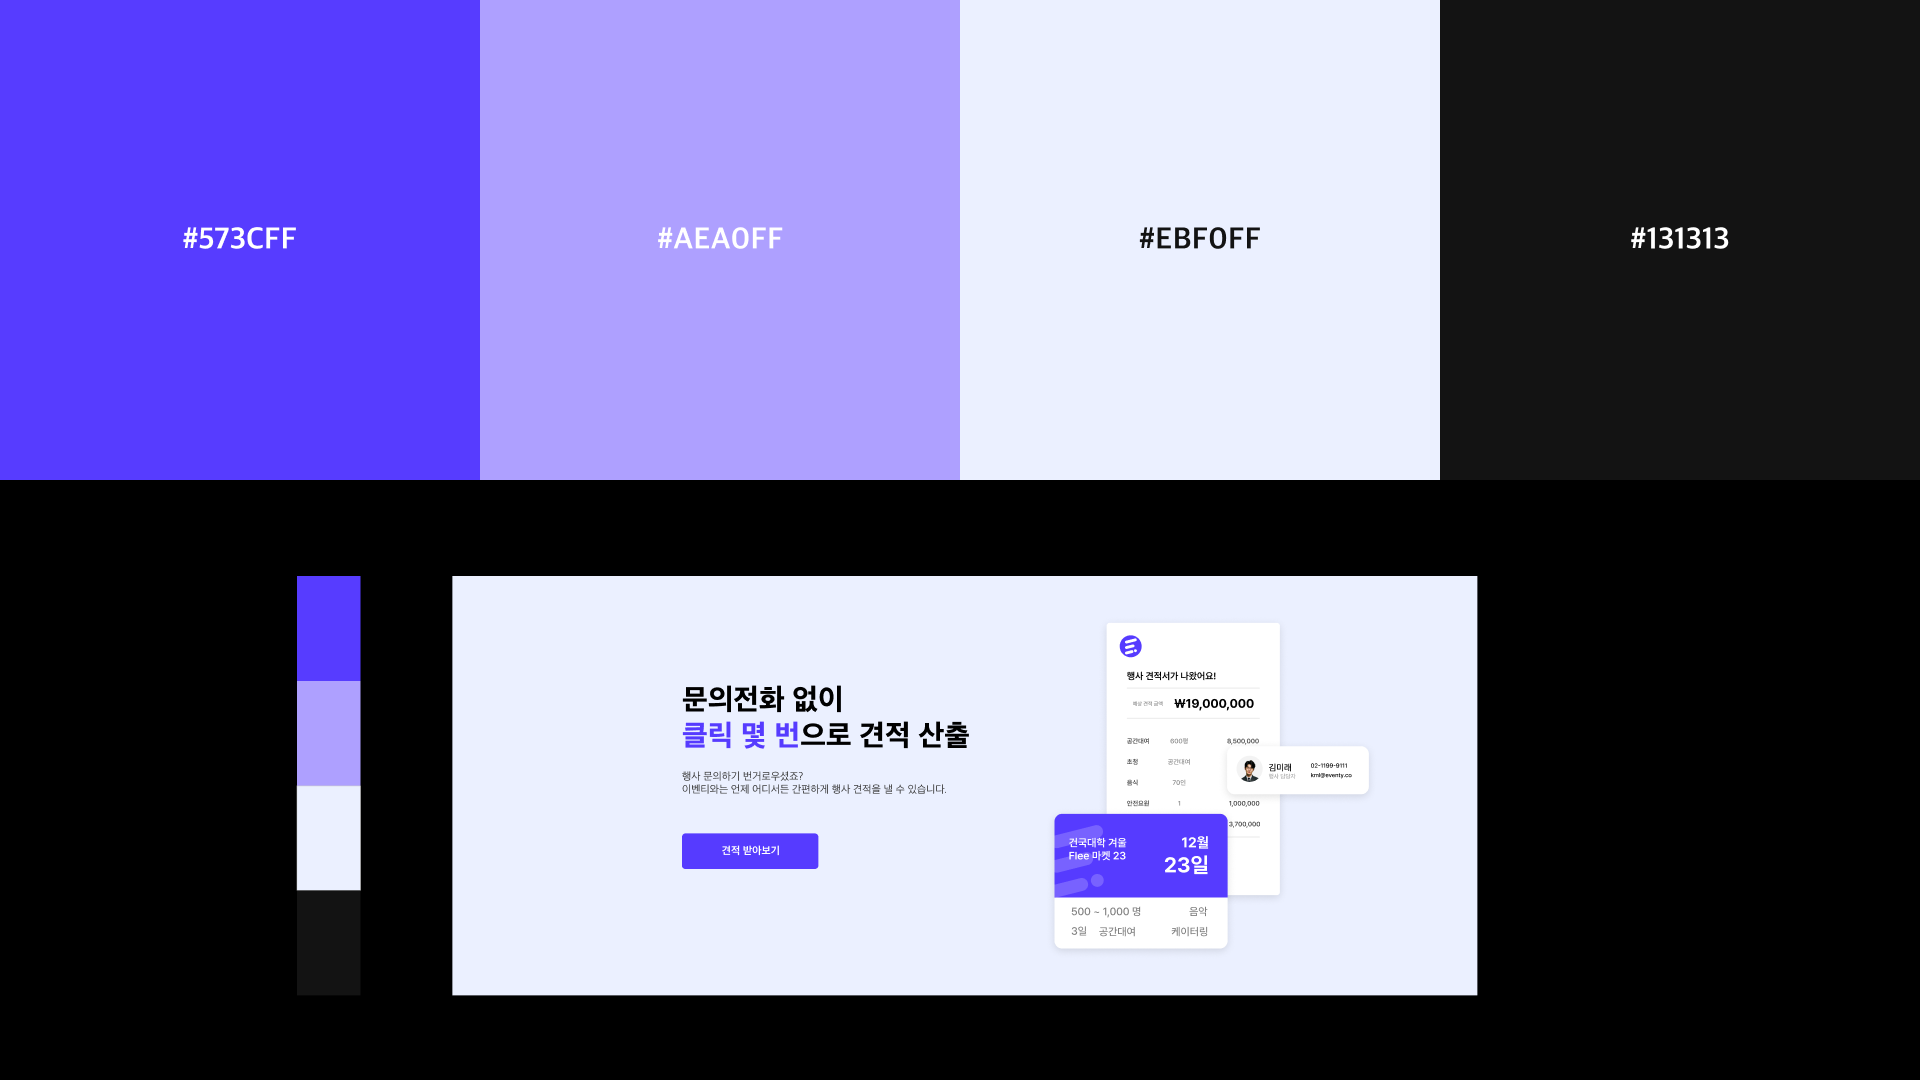 #573CFF
#AEA0FF
#EBF0FF
#131313
문의전화 없이
클릭 몇 번으로 견적 산출
행사 문의하기 번거로우셨죠?
이벤티와는 언제 어디서든 간편하게 행사 견적을 낼 수 있습니다.
견적 받아보기
행사 견적서가 나왔어요!
예상 견적 금액 ₩19,000,000
공간대여 600평 8,500,000
초청 공간대여
음식 70인
안전요원 1 1,000,000
3,700,000
김미래
행사 담당자
02-1199-9111
kml@eventy.co
건국대학 겨울
Flee 마켓 23
12월
23일
500 ~ 1,000 명 음악
3일 공간대여 케이터링